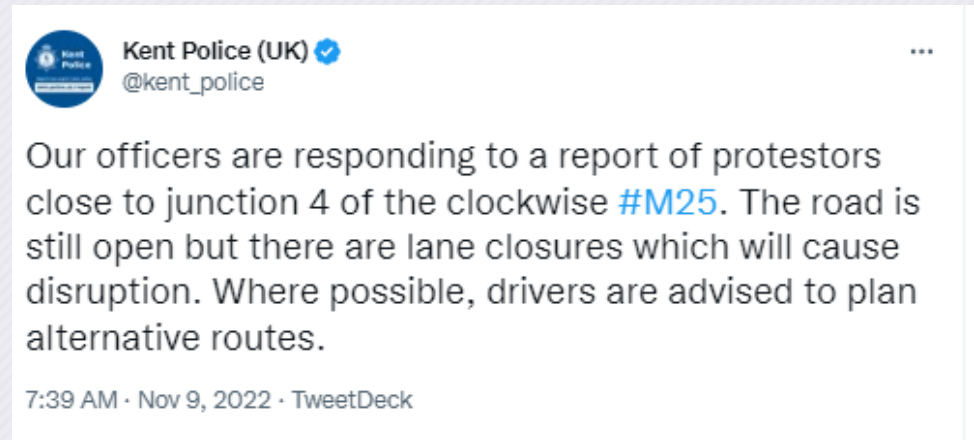 Kent Police (UK)
@kent_police
Kent
Police
Our officers are responding to a report of protestors
close to junction 4 of the clockwise #M25. The road is
still open but there are lane closures which will cause
disruption. Where possible, drivers are advised to plan
alternative routes.
7:39 AM · Nov 9, 2022 · TweetDeck